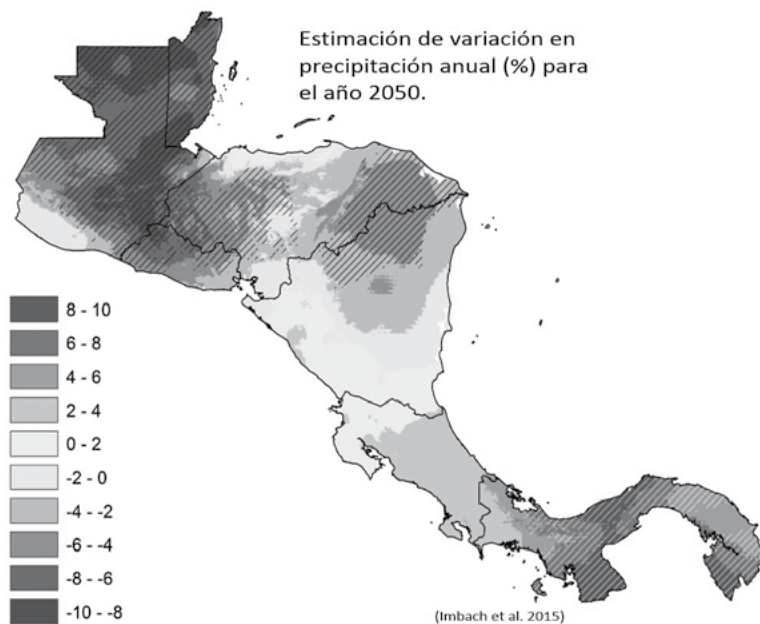 Estimación de variación en
precipitación anual (%) para
el año 2050.
8 - 10
6 - 8
4 - 6
2 - 4
0 - 2
-2 - 0
-4 - -2
-6 - -4
-8 - -6
-10 - -8
(Imbach et al. 2015)